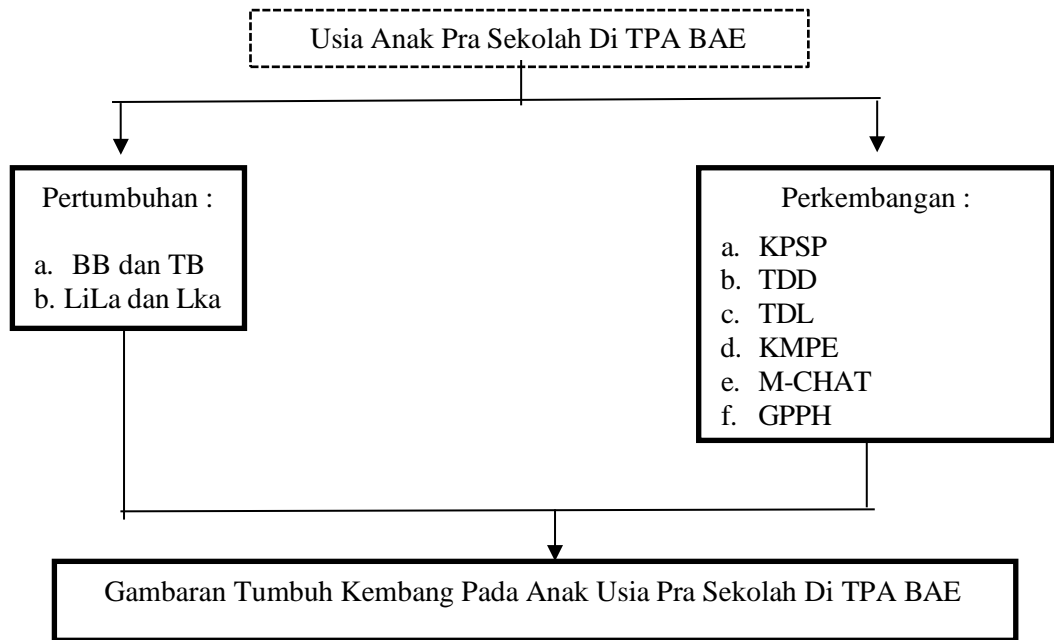 Usia Anak Pra Sekolah Di TPA BAE
Pertumbuhan :
a. BB dan TB
b. LiLa dan Lka
Perkembangan :
a. KPSP
b. TDD
c. TDL
d. KMPE
e. M-CHAT
f. GPPH
Gambaran Tumbuh Kembang Pada Anak Usia Pra Sekolah Di TPA BAE